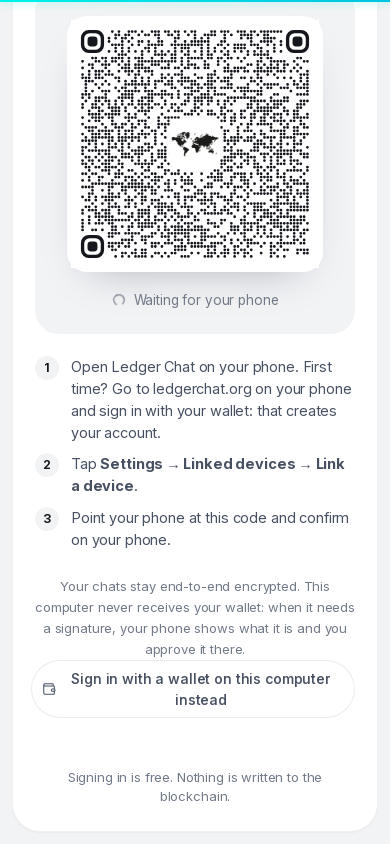 Waiting for your phone
1 Open Ledger Chat on your phone. First
time? Go to ledgerchat.org on your phone
and sign in with your wallet: that creates
your account.
2 Tap Settings → Linked devices → Link
a device.
3 Point your phone at this code and confirm
on your phone.
Your chats stay end-to-end encrypted. This
computer never receives your wallet: when it needs
a signature, your phone shows what it is and you
approve it there.
Sign in with a wallet on this computer
instead
Signing in is free. Nothing is written to the
blockchain.